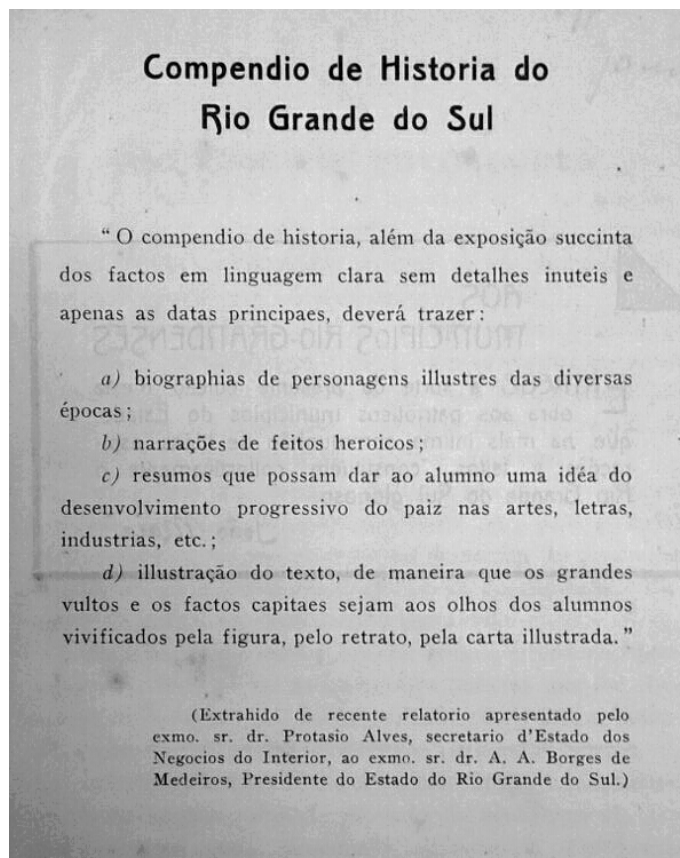 Compendio de Historia do
Rio Grande do Sul
“ O compendio de historia, além da exposição succinta
dos factos em linguagem clara sem detalhes inuteis e
apenas as datas principaes, deverá trazer :
a) biographias de personagens illustres das diversas
épocas ;
b) narrações de feitos heroicos ;
c) resumos que possam dar ao alumno uma idéa do
desenvolvimento progressivo do paiz nas artes, letras,
industrias, etc. ;
d) illustração do texto, de maneira que os grandes
vultos e os factos capitaes sejam aos olhos dos alumnos
vivificados pela figura, pelo retrato, pela carta illustrada. ”
(Extrahido de recente relatorio apresentado pelo
exmo. sr. dr. Protasio Alves, secretario d'Estado dos
Negocios do Interior, ao exmo. sr. dr. A. A. Borges de
Medeiros, Presidente do Estado do Rio Grande do Sul.)